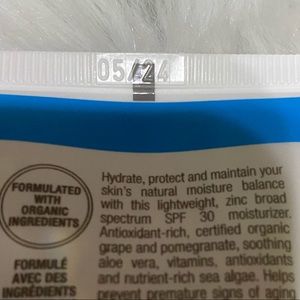 05/24
FORMULATED
WITH
ORGANIC
INGREDIENTS
FORMULÉ
AVEC DES
INGRÉDIENTS
Hydrate, protect and maintain your
skin's natural moisture balance
with this lightweight, zinc broad
spectrum SPF 30 moisturizer.
Antioxidant-rich, certified organic
grape and pomegranate, soothing
aloe vera, vitamins, antioxidants
and nutrient-rich sea algae. Helps
prevent premature signs of aging